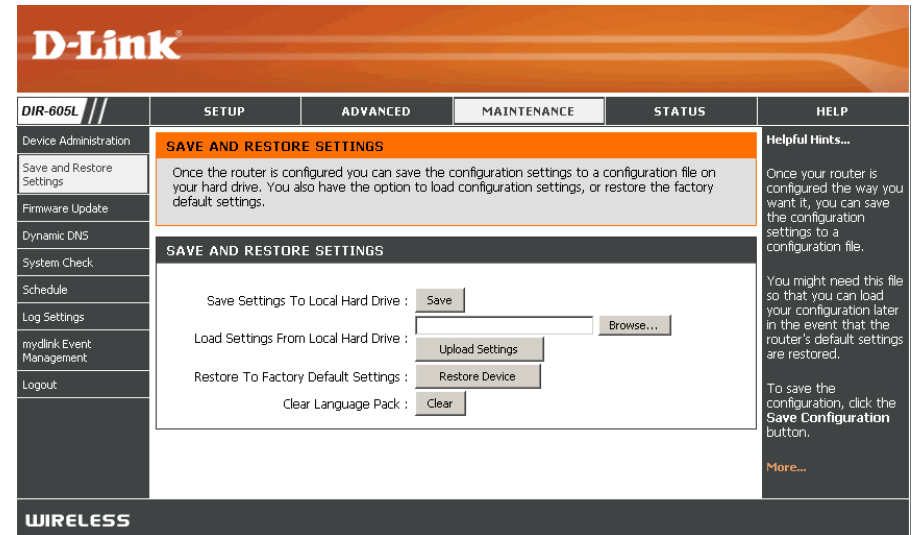 D-Link
DIR-605L
SETUP
ADVANCED
MAINTENANCE
STATUS
HELP
Device Administration
Save and Restore
Settings
Firmware Update
Dynamic DNS
System Check
Schedule
Log Settings
mydlink Event
Management
Logout
SAVE AND RESTORE SETTINGS
Once the router is configured you can save the configuration settings to a configuration file on
your hard drive. You also have the option to load configuration settings, or restore the factory
default settings.
SAVE AND RESTORE SETTINGS
Save Settings To Local Hard Drive : Save
Load Settings From Local Hard Drive : Browse...
Upload Settings
Restore To Factory Default Settings : Restore Device
Clear Language Pack : Clear
Helpful Hints...
Once your router is
configured the way you
want it, you can save
the configuration
settings to a
configuration file.
You might need this file
so that you can load
your configuration later
in the event that the
router's default settings
are restored.
To save the
configuration, click the
Save Configuration
button.
More...
WIRELESS